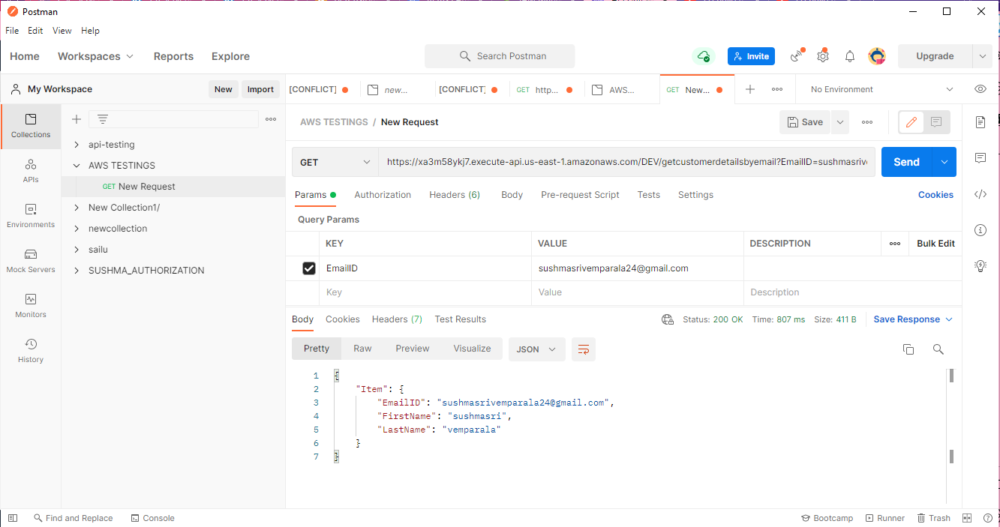 Postman
File Edit View Help
Home Workspaces Reports Explore Search Postman Invite Upgrade
My Workspace New Import [CONFLICT] new... [CONFLICT] GET http... AWS... GET New... No Environment
AWS TESTINGS / New Request Save
Collections
APIs
Environments
Mock Servers
Monitors
History
api-testing
AWS TESTINGS
GET New Request
New Collection1/
newcollection
sailu
SUSHMA_AUTHORIZATION
GET https://xa3m58ykj7.execute-api.us-east-1.amazonaws.com/DEV/getcustomerdetailsbyemail?EmailID=sushmasrive Send
Params Authorization Headers (6) Body Pre-request Script Tests Settings Cookies
Query Params
KEY VALUE DESCRIPTION Bulk Edit
EmailID sushmasrivemparala24@gmail.com
Key Value Description
Body Cookies Headers (7) Test Results Status: 200 OK Time: 807 ms Size: 411 B Save Response
Pretty Raw Preview Visualize JSON
1 {
2 "Item": {
3 "EmailID": "sushmasrivemparala24@gmail.com",
4 "FirstName": "sushmasri",
5 "LastName": "vemparala"
6 }
7 }
Find and Replace Console Bootcamp Runner Trash